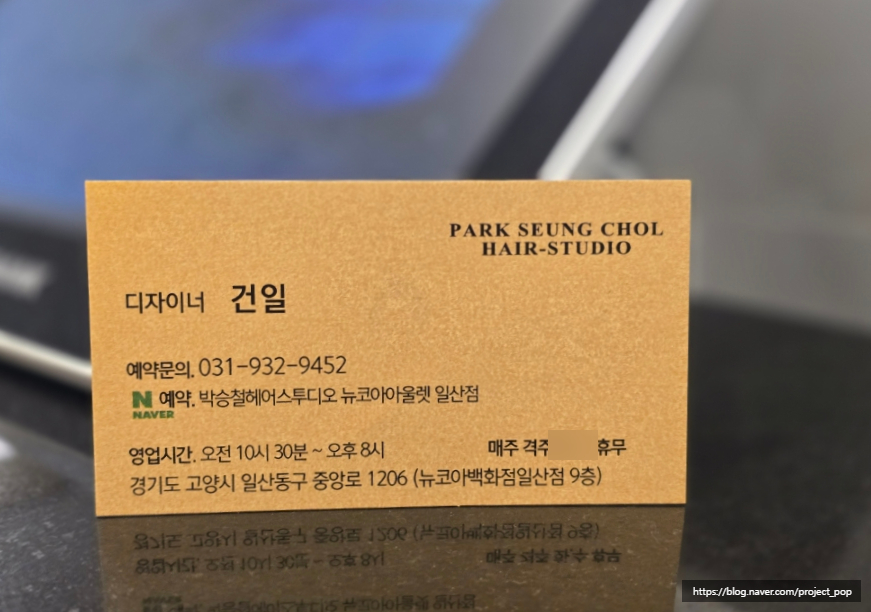 PARK SEUNG CHOL
HAIR-STUDIO
디자이너 건일
예약문의. 031-932-9452
N 예약. 박승철헤어스투디오 뉴코아아울렛 일산점
NAVER
영업시간. 오전 10시 30분 ~ 오후 8시 매주 격주 휴무
경기도 고양시 일산동구 중앙로 1206 (뉴코아백화점일산점 9층)
https://blog.naver.com/project_pop